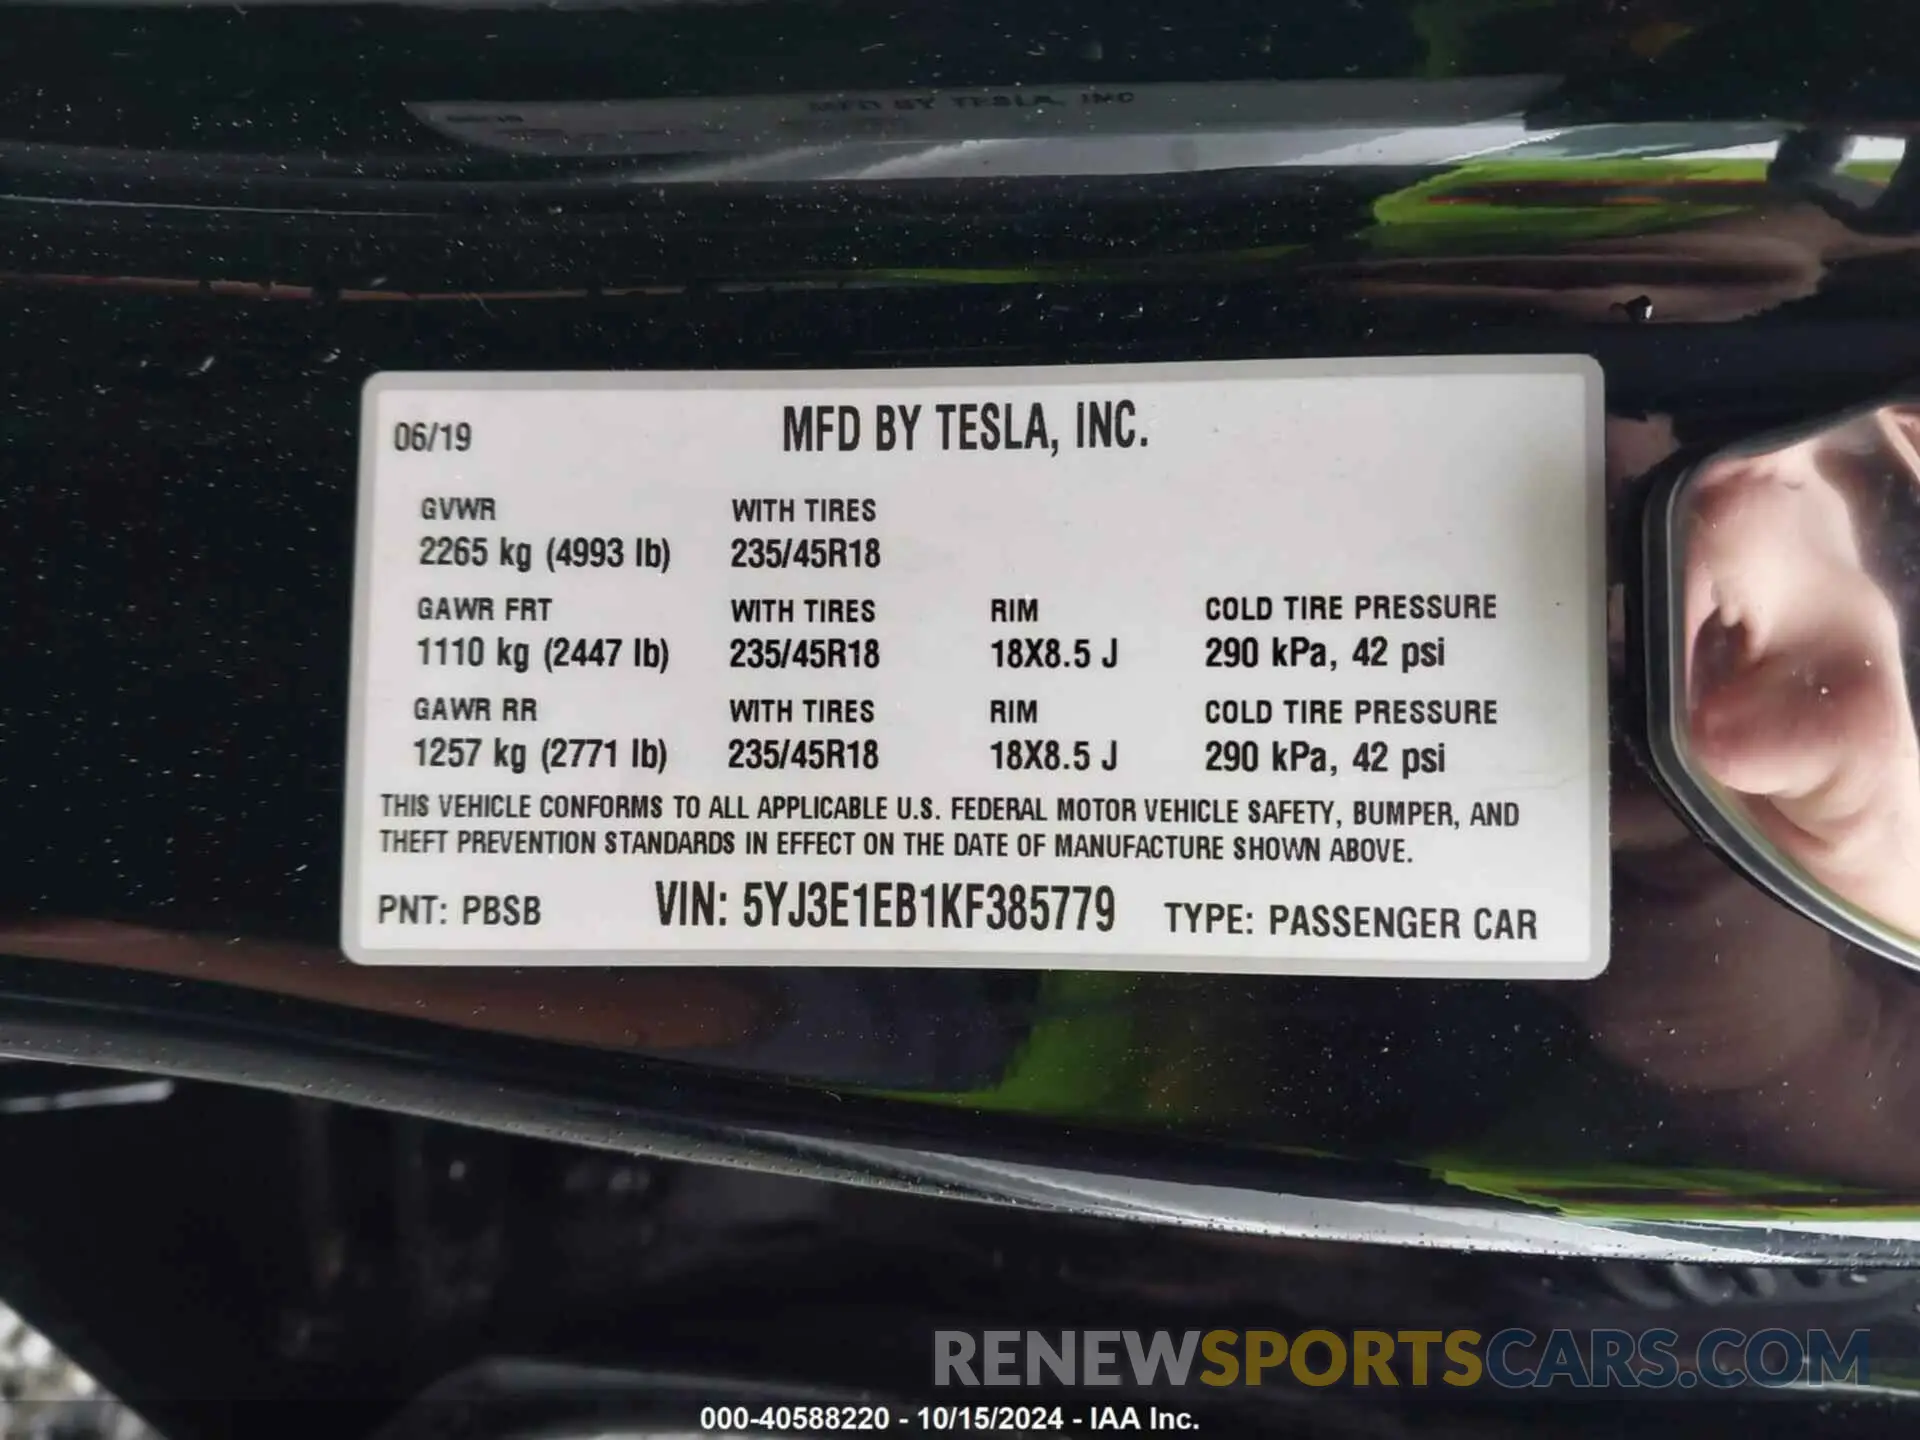 MFD BY TESLA, INC
06/19 MFD BY TESLA, INC.
GVWR WITH TIRES
2265 kg (4993 lb) 235/45R18
GAWR FRT WITH TIRES RIM COLD TIRE PRESSURE
1110 kg (2447 lb) 235/45R18 18X8.5 J 290 kPa, 42 psi
GAWR RR WITH TIRES RIM COLD TIRE PRESSURE
1257 kg (2771 lb) 235/45R18 18X8.5 J 290 kPa, 42 psi
THIS VEHICLE CONFORMS TO ALL APPLICABLE U.S. FEDERAL MOTOR VEHICLE SAFETY, BUMPER, AND
THEFT PREVENTION STANDARDS IN EFFECT ON THE DATE OF MANUFACTURE SHOWN ABOVE.
PNT: PBSB VIN: 5YJ3E1EB1KF385779 TYPE: PASSENGER CAR
RENEWSPORTSCARS.COM
000-40588220 - 10/15/2024 - IAA Inc.